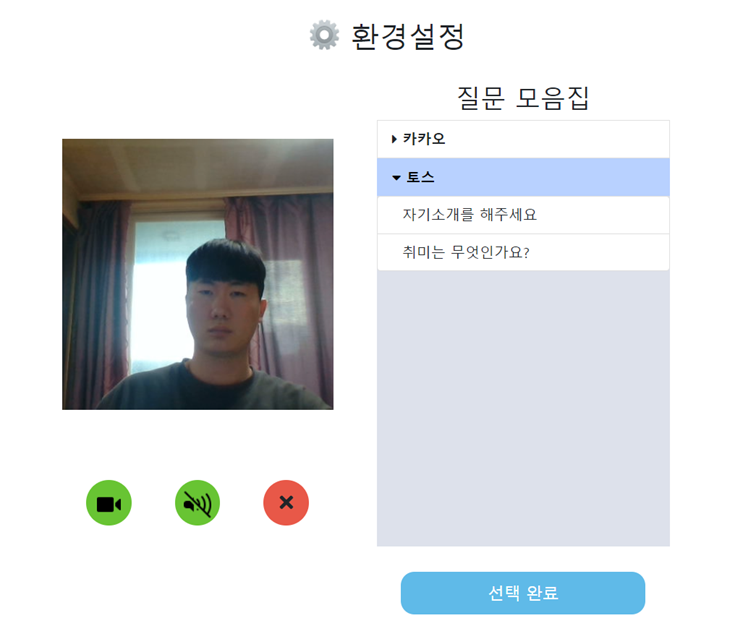 환경설정
질문 모음집
카카오
토스
자기소개를 해주세요
취미는 무엇인가요?
선택 완료